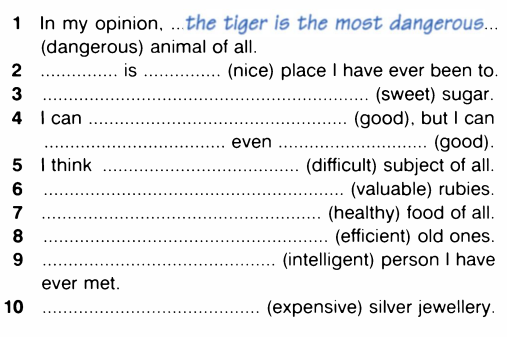 1 In my opinion, ...the tiger is the most dangerous...
(dangerous) animal of all.
2 ............... is ............... (nice) place I have ever been to.
3 ............................................................... (sweet) sugar.
4 I can .................................................. (good), but I can
................................... even ............................. (good).
5 I think ...................................... (difficult) subject of all.
6 .......................................................... (valuable) rubies.
7 ...................................................... (healthy) food of all.
8 ....................................................... (efficient) old ones.
9 ............................................. (intelligent) person I have
ever met.
10 .......................................... (expensive) silver jewellery.